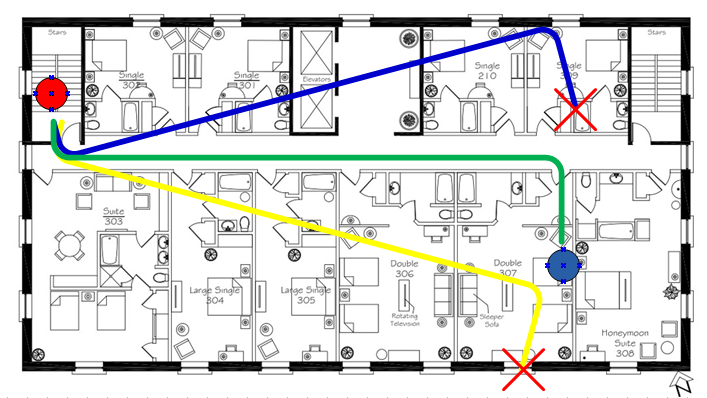 Stairs
Single
302
Single
301
Elevators
Single
210
Single
309
Stairs
Suite
303
Large Single
304
Large Single
305
Double
306
Rotating
Television
Double
307
Sleeper
Sofa
Honeymoon
Suite
308
N